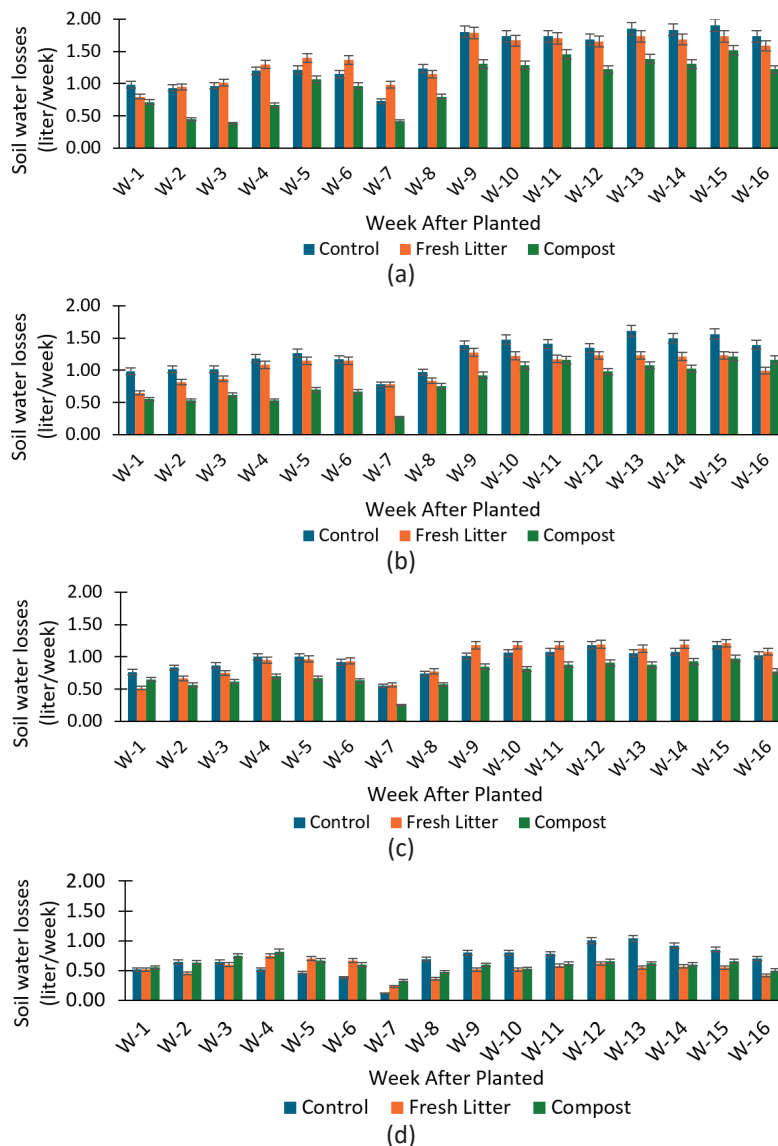 Soil water losses
(liter/week)
2.00
1.50
1.00
0.50
0.00
W-1 W-2 W-3 W-4 W-5 W-6 W-7 W-8 W-9 W-10 W-11 W-12 W-13 W-14 W-15 W-16
Week After Planted
Control Fresh Litter Compost
(a)
Soil water losses
(liter/week)
2.00
1.50
1.00
0.50
0.00
W-1 W-2 W-3 W-4 W-5 W-6 W-7 W-8 W-9 W-10 W-11 W-12 W-13 W-14 W-15 W-16
Week After Planted
Control Fresh Litter Compost
(b)
Soil water losses
(liter/week)
2.00
1.50
1.00
0.50
0.00
W-1 W-2 W-3 W-4 W-5 W-6 W-7 W-8 W-9 W-10 W-11 W-12 W-13 W-14 W-15 W-16
Week After Planted
Control Fresh Litter Compost
(c)
Soil water losses
(liter/week)
2.00
1.50
1.00
0.50
0.00
W-1 W-2 W-3 W-4 W-5 W-6 W-7 W-8 W-9 W-10 W-11 W-12 W-13 W-14 W-15 W-16
Week After Planted
Control Fresh Litter Compost
(d)